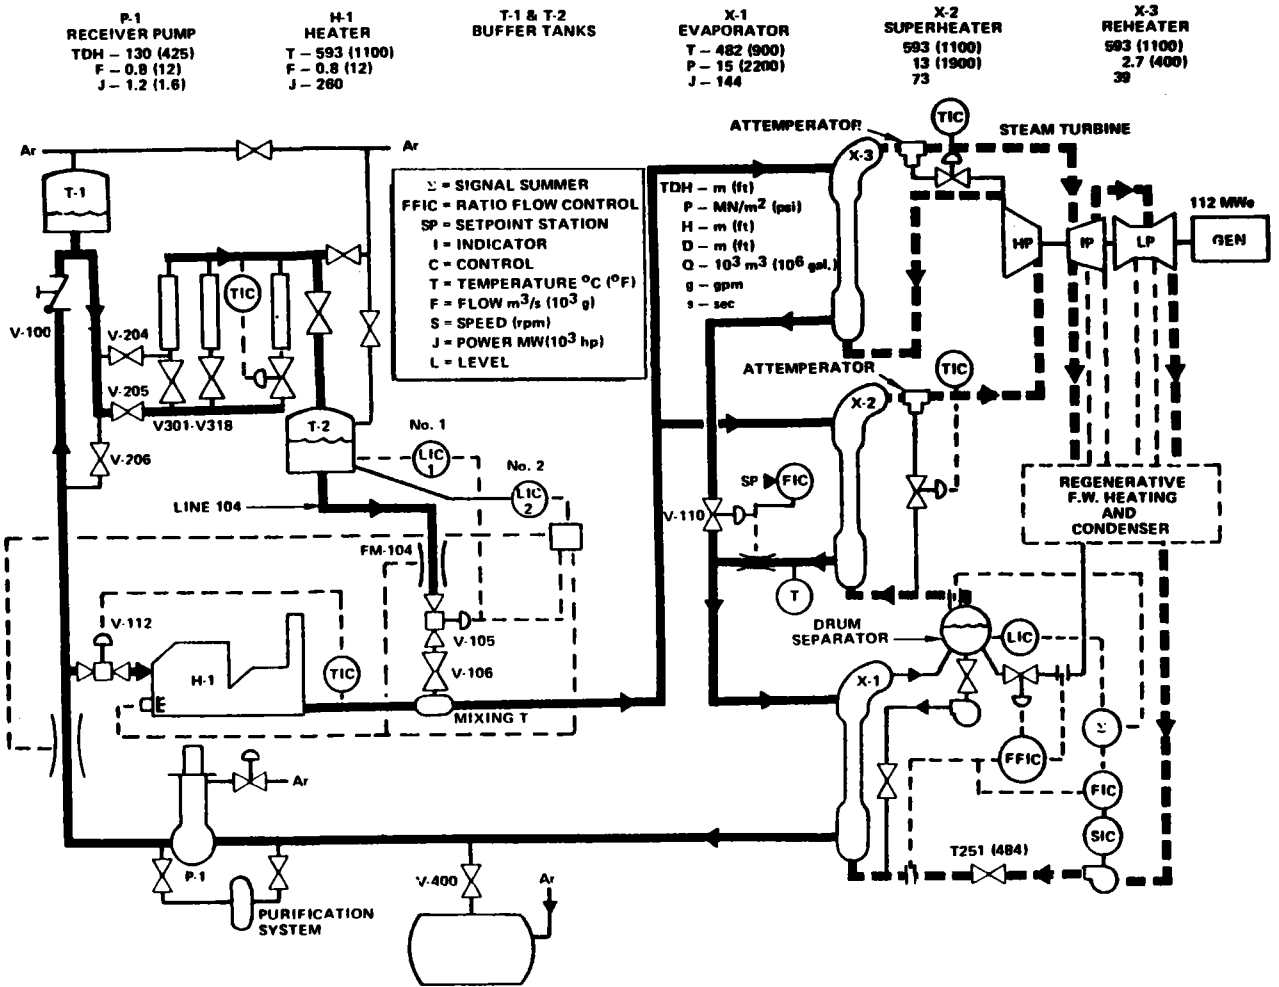 P-1
RECEIVER PUMP
TDH – 130 (425)
F – 0.8 (12)
J – 1.2 (1.6)
H-1
HEATER
T – 593 (1100)
F – 0.8 (12)
J – 260
T-1 & T-2
BUFFER TANKS
X-1
EVAPORATOR
T – 482 (900)
P – 15 (2200)
J – 144
X-2
SUPERHEATER
593 (1100)
13 (1900)
73
X-3
REHEATER
593 (1100)
2.7 (400)
39
Ar
Ar
T-1
Σ = SIGNAL SUMMER
FFIC = RATIO FLOW CONTROL
SP = SETPOINT STATION
I = INDICATOR
C = CONTROL
T = TEMPERATURE °C (°F)
F = FLOW m³/s (10³ g)
S = SPEED (rpm)
J = POWER MW(10³ hp)
L = LEVEL
TDH – m (ft)
P – MN/m² (psi)
H – m (ft)
D – m (ft)
Q – 10³ m³ (10⁶ gal.)
g – gpm
s – sec
ATTEMPERATOR
TIC
STEAM TURBINE
X-3
112 MWe
HP
IP
LP
GEN
TIC
V-100
V-204
V-205
V301-V318
V-206
T-2
No. 1
LIC
1
No. 2
LIC
2
LINE 104
FM-104
ATTEMPERATOR
TIC
X-2
SP
FIC
V-110
T
REGENERATIVE
F.W. HEATING
AND
CONDENSER
V-112
H-1
TIC
V-105
V-106
MIXING T
DRUM
SEPARATOR
LIC
X-1
Σ
FFIC
FIC
SIC
T251 (484)
Ar
P-1
PURIFICATION
SYSTEM
V-400
Ar